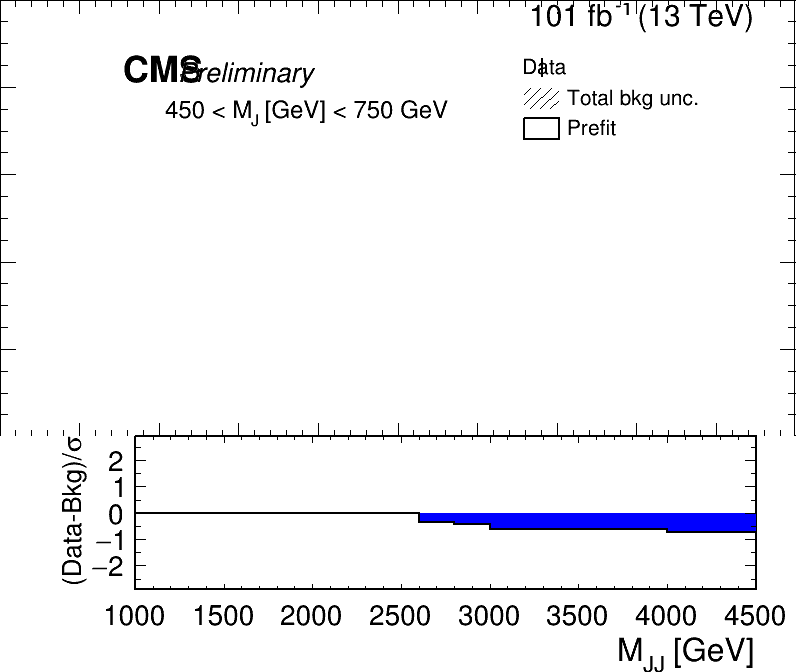 101 fb⁻¹ (13 TeV)
CMS Preliminary
Data
450 < M_J [GeV] < 750 GeV
Total bkg unc.
Prefit
(Data-Bkg)/σ
2
1
0
−1
−2
1000 1500 2000 2500 3000 3500 4000 4500
M_JJ [GeV]